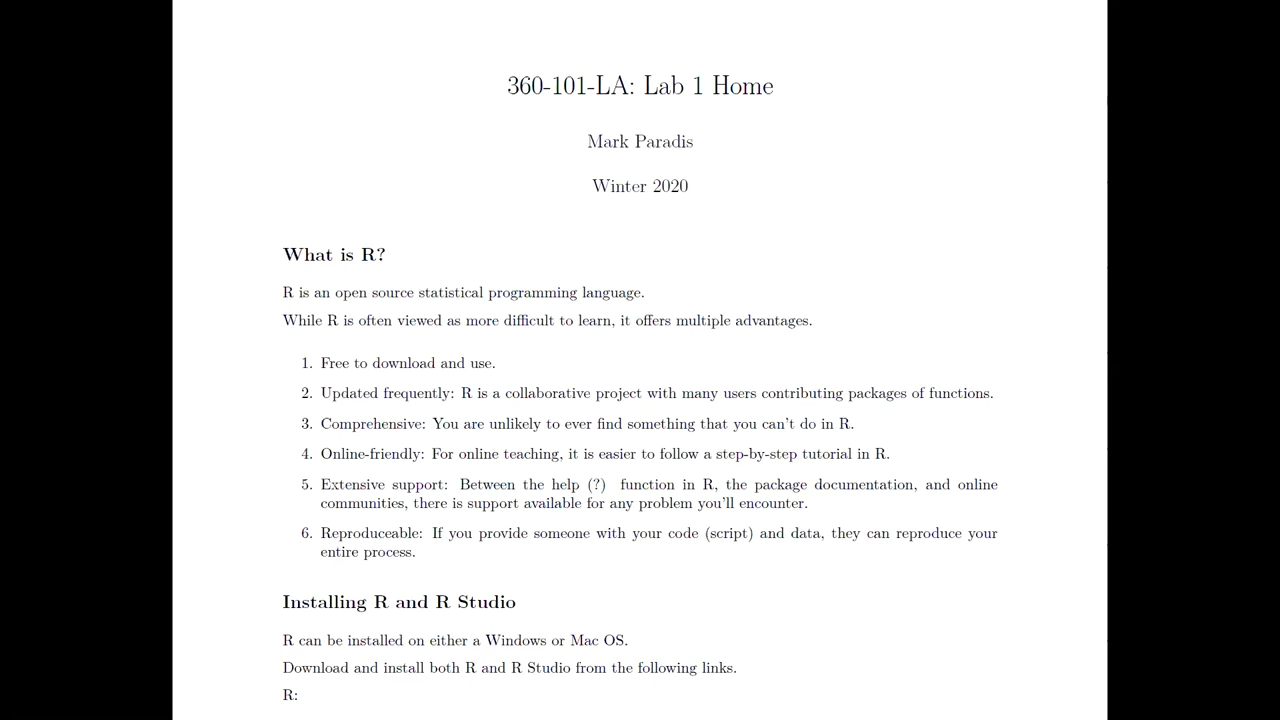 360-101-LA: Lab 1 Home
Mark Paradis
Winter 2020
What is R?
R is an open source statistical programming language.
While R is often viewed as more difficult to learn, it offers multiple advantages.
1. Free to download and use.
2. Updated frequently: R is a collaborative project with many users contributing packages of functions.
3. Comprehensive: You are unlikely to ever find something that you can't do in R.
4. Online-friendly: For online teaching, it is easier to follow a step-by-step tutorial in R.
5. Extensive support: Between the help (?) function in R, the package documentation, and online
communities, there is support available for any problem you'll encounter.
6. Reproduceable: If you provide someone with your code (script) and data, they can reproduce your
entire process.
Installing R and R Studio
R can be installed on either a Windows or Mac OS.
Download and install both R and R Studio from the following links.
R: